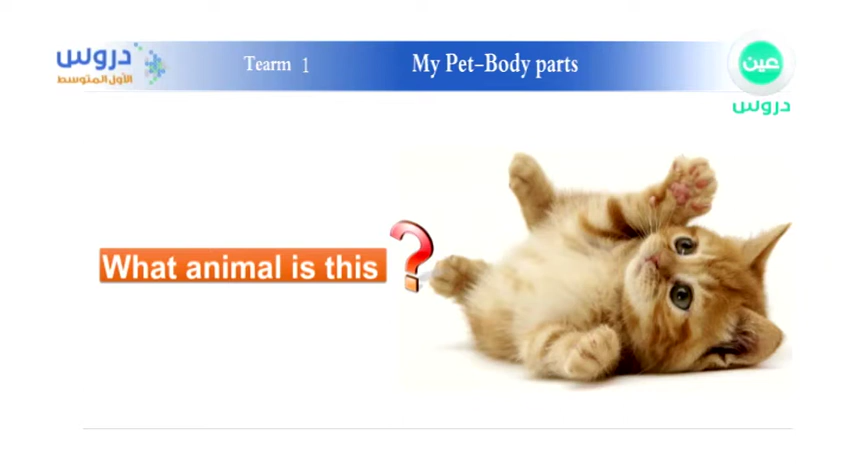 دروس
الأول المتوسط
Tearm 1
My Pet-Body parts
عين
دروس
What animal is this ?